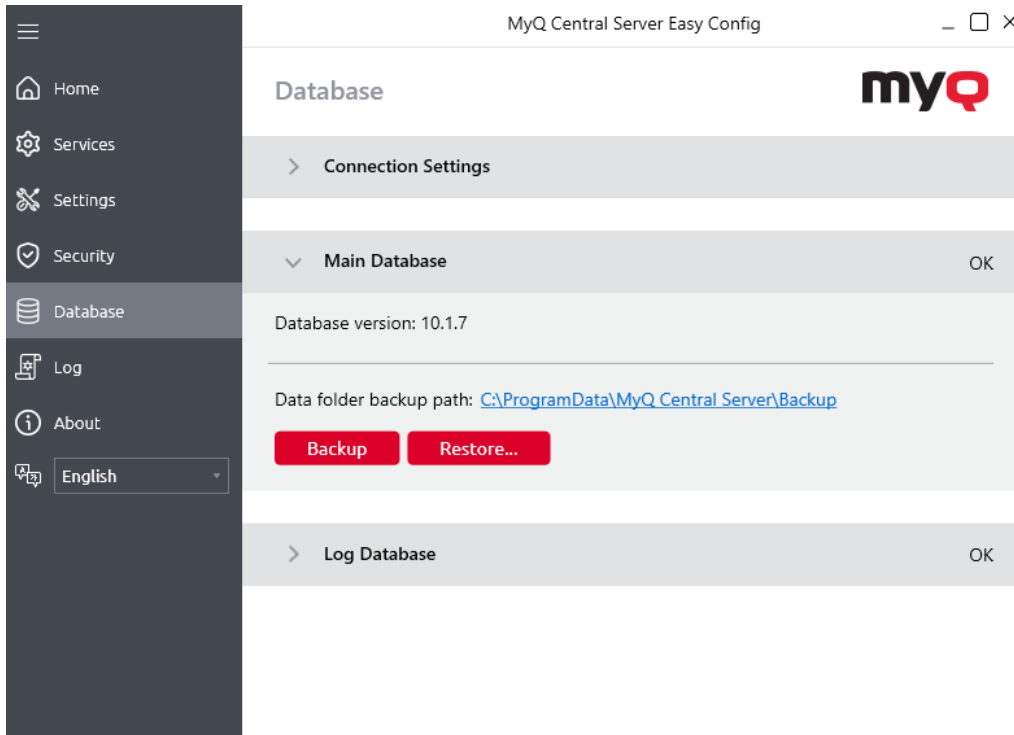 MyQ Central Server Easy Config
Home
Services
Settings
Security
Database
Log
About
English
Database
myQ
Connection Settings
Main Database OK
Database version: 10.1.7
Data folder backup path: C:\ProgramData\MyQ Central Server\Backup
Backup Restore...
Log Database OK